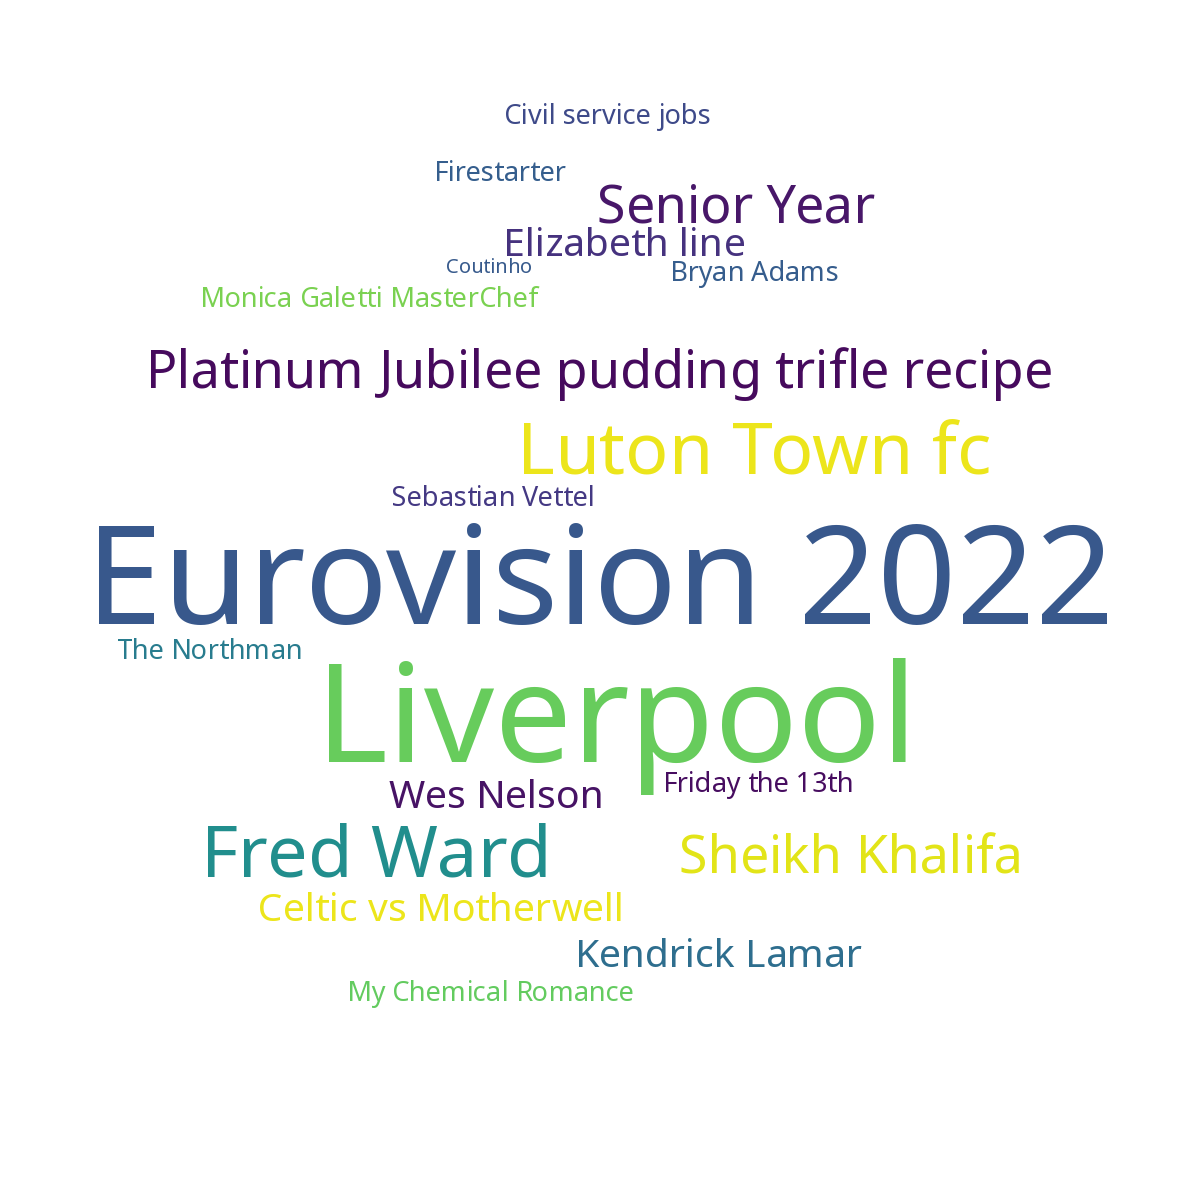 Civil service jobs
Firestarter
Senior Year
Elizabeth line
Coutinho
Bryan Adams
Monica Galetti MasterChef
Platinum Jubilee pudding trifle recipe
Luton Town fc
Sebastian Vettel
Eurovision 2022
The Northman
Liverpool
Wes Nelson
Friday the 13th
Fred Ward
Sheikh Khalifa
Celtic vs Motherwell
Kendrick Lamar
My Chemical Romance